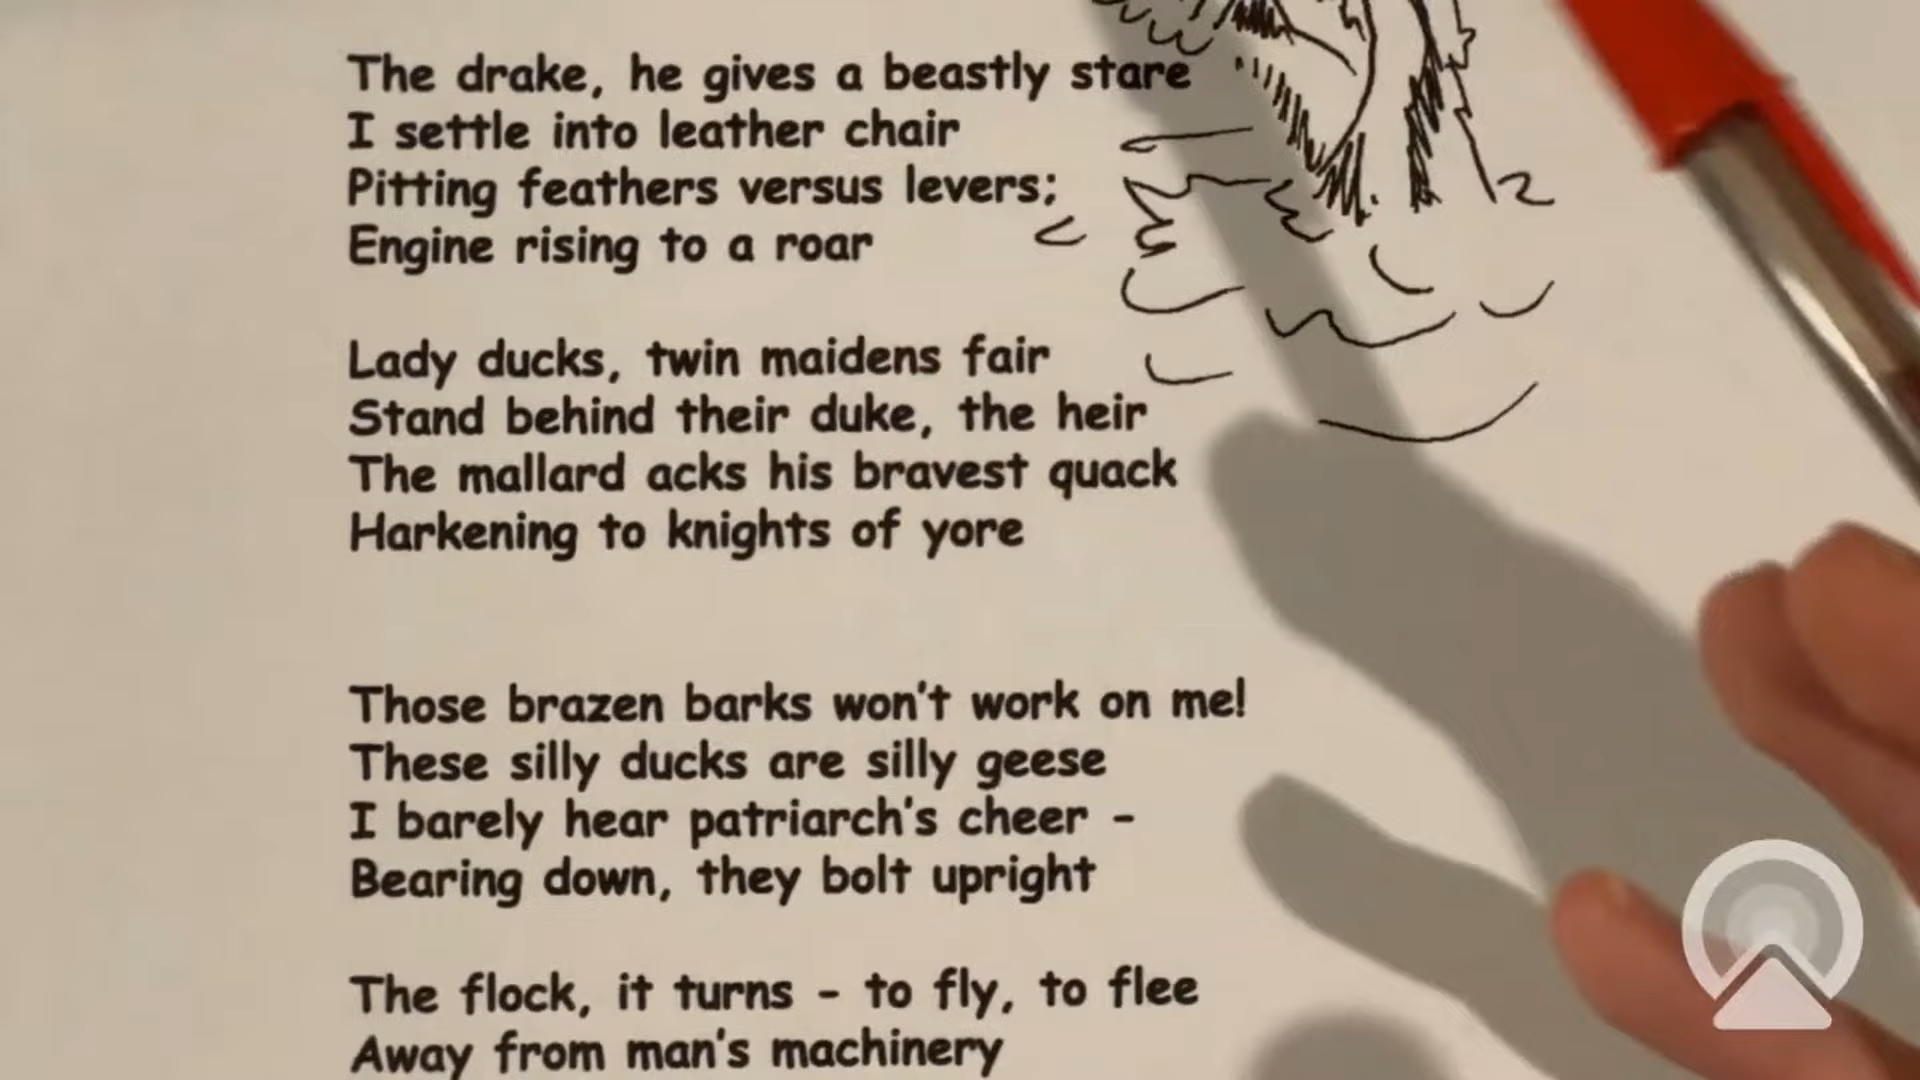 The drake, he gives a beastly stare
I settle into leather chair
Pitting feathers versus levers;
Engine rising to a roar
Lady ducks, twin maidens fair
Stand behind their duke, the heir
The mallard acks his bravest quack
Harkening to knights of yore
Those brazen barks won't work on me!
These silly ducks are silly geese
I barely hear patriarch's cheer -
Bearing down, they bolt upright
The flock, it turns - to fly, to flee
Away from man's machinery